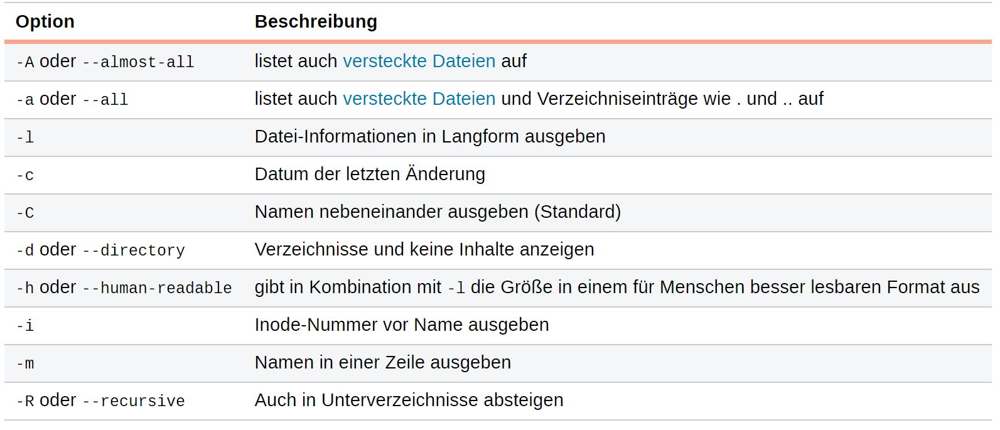 Option Beschreibung
-A oder --almost-all listet auch versteckte Dateien auf
-a oder --all listet auch versteckte Dateien und Verzeichniseinträge wie . und .. auf
-l Datei-Informationen in Langform ausgeben
-c Datum der letzten Änderung
-C Namen nebeneinander ausgeben (Standard)
-d oder --directory Verzeichnisse und keine Inhalte anzeigen
-h oder --human-readable gibt in Kombination mit -l die Größe in einem für Menschen besser lesbaren Format aus
-i Inode-Nummer vor Name ausgeben
-m Namen in einer Zeile ausgeben
-R oder --recursive Auch in Unterverzeichnisse absteigen